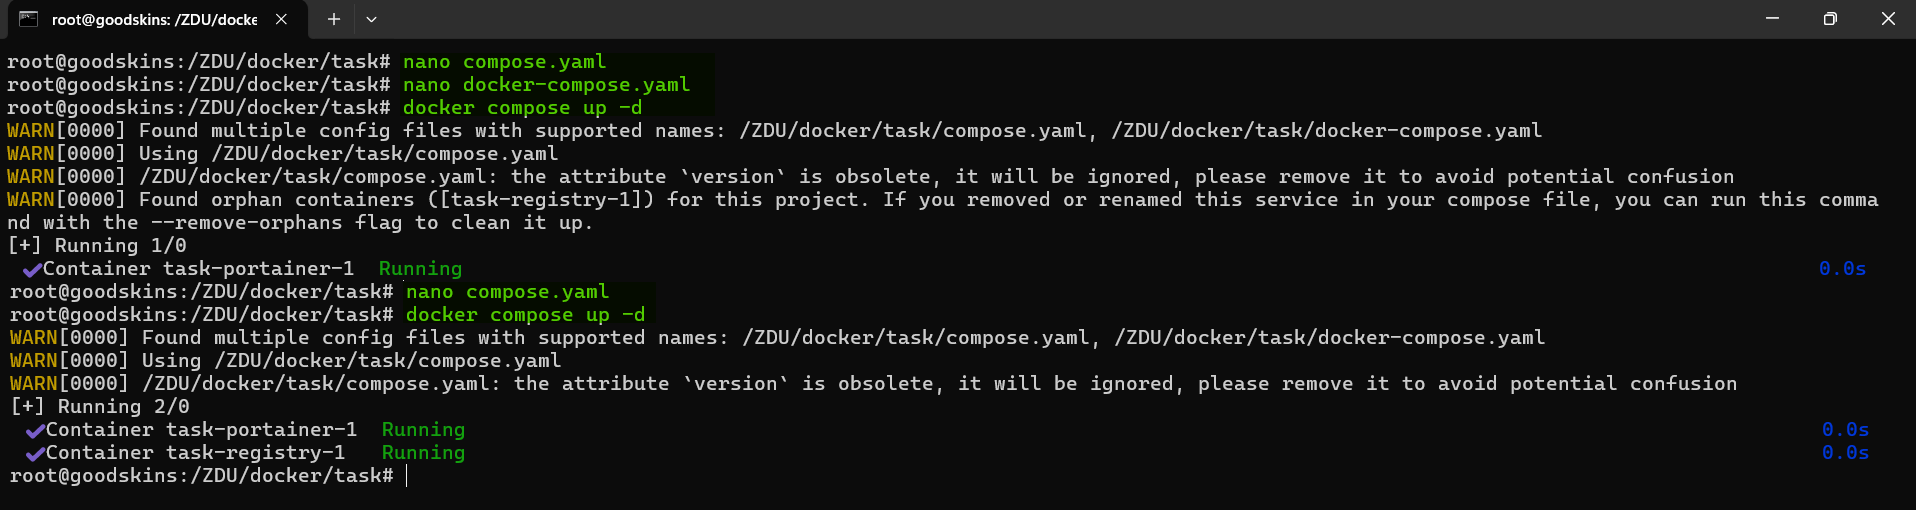 root@goodskins: /ZDU/docke
root@goodskins:/ZDU/docker/task# nano compose.yaml
root@goodskins:/ZDU/docker/task# nano docker-compose.yaml
root@goodskins:/ZDU/docker/task# docker compose up -d
WARN[0000] Found multiple config files with supported names: /ZDU/docker/task/compose.yaml, /ZDU/docker/task/docker-compose.yaml
WARN[0000] Using /ZDU/docker/task/compose.yaml
WARN[0000] /ZDU/docker/task/compose.yaml: the attribute `version` is obsolete, it will be ignored, please remove it to avoid potential confusion
WARN[0000] Found orphan containers ([task-registry-1]) for this project. If you removed or renamed this service in your compose file, you can run this comma
nd with the --remove-orphans flag to clean it up.
[+] Running 1/0
✔Container task-portainer-1  Running 0.0s
root@goodskins:/ZDU/docker/task# nano compose.yaml
root@goodskins:/ZDU/docker/task# docker compose up -d
WARN[0000] Found multiple config files with supported names: /ZDU/docker/task/compose.yaml, /ZDU/docker/task/docker-compose.yaml
WARN[0000] Using /ZDU/docker/task/compose.yaml
WARN[0000] /ZDU/docker/task/compose.yaml: the attribute `version` is obsolete, it will be ignored, please remove it to avoid potential confusion
[+] Running 2/0
✔Container task-portainer-1  Running 0.0s
✔Container task-registry-1   Running 0.0s
root@goodskins:/ZDU/docker/task#